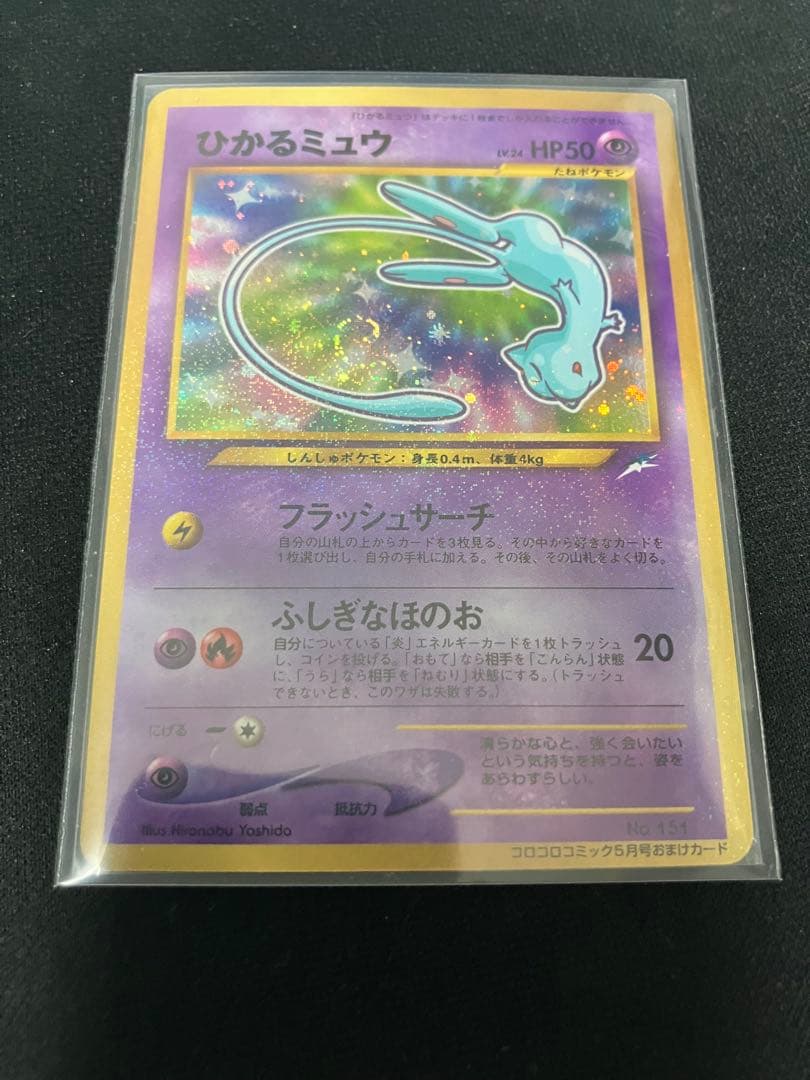 「ひかるミュウ」はデッキに1枚までしか入れることができません。
ひかるミュウ LV.24 HP50
たねポケモン
しんしゅポケモン：身長0.4m、体重4kg
フラッシュサーチ
自分の山札の上からカードを3枚見る。その中から好きなカードを
1枚選び出し、自分の手札に加える。その後、その山札をよく切る。
ふしぎなほのお 20
自分についている「炎」エネルギーカードを1枚トラッシュ
し、コインを投げる。「おもて」なら相手を「こんらん」状態
に、「うら」なら相手を「ねむり」状態にする。（トラッシュ
できないとき、このワザは失敗する。）
にげる
清らかな心と、強く会いたい
という気持ちを持つと、姿を
あらわすらしい。
弱点 抵抗力
Illus. Hironobu Yoshida
No. 151
コロコロコミック5月号おまけカード